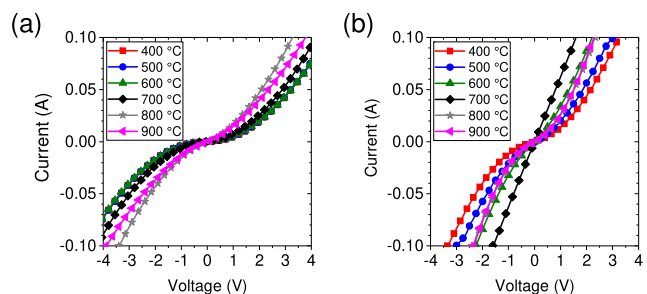 (a)
0.10
0.05
0.00
-0.05
-0.10
Current (A)
400 °C
500 °C
600 °C
700 °C
800 °C
900 °C
-4 -3 -2 -1 0 1 2 3 4
Voltage (V)
(b)
0.10
0.05
0.00
-0.05
-0.10
Current (A)
400 °C
500 °C
600 °C
700 °C
800 °C
900 °C
-4 -3 -2 -1 0 1 2 3 4
Voltage (V)